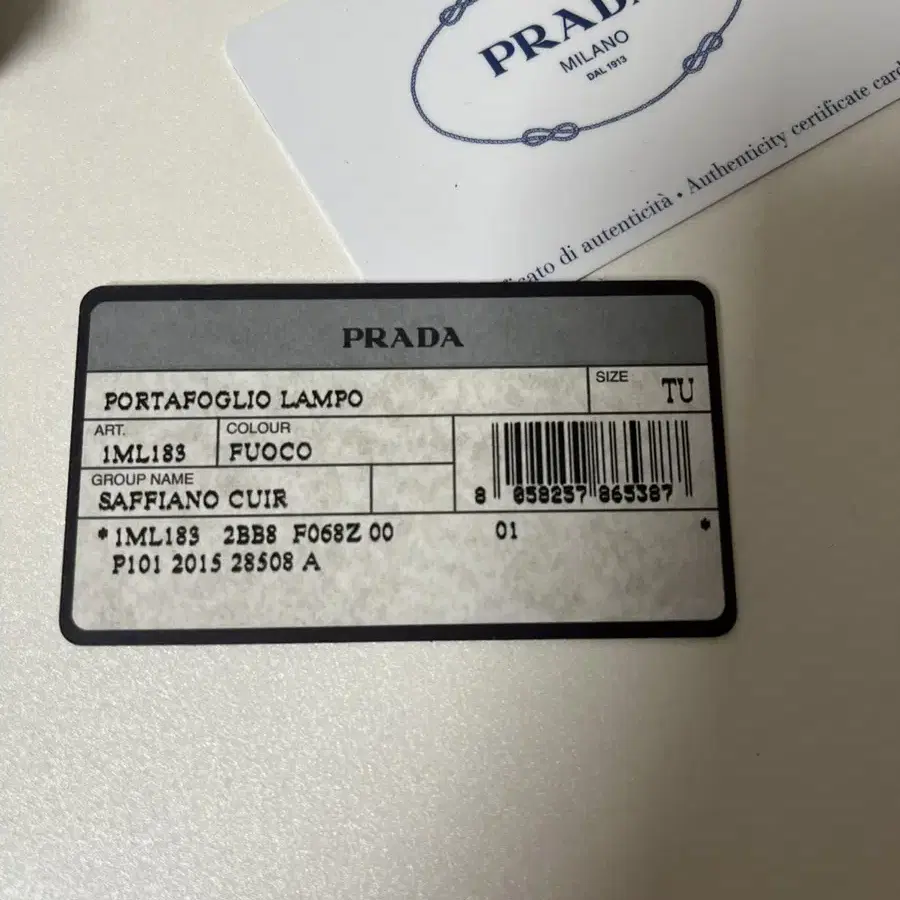 PRADA
MILANO
DAL 1913
di autenticità • Authenticity certificate card
PRADA
PORTAFOGLIO LAMPO
SIZE
TU
ART.
1ML183
COLOUR
FUOCO
GROUP NAME
SAFFIANO CUIR
8 058257 865387
*1ML183 2BB8 F068Z 00 01 *
P101 2015 28508 A